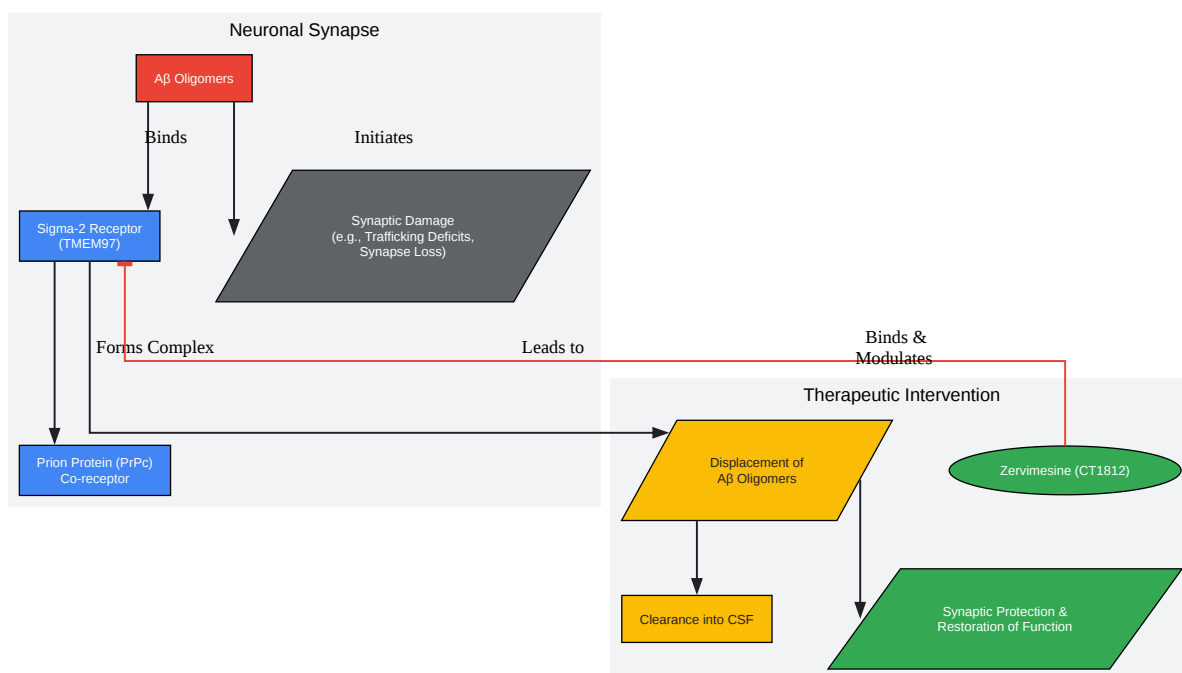 Neuronal Synapse
Aβ Oligomers
Binds
Initiates
Synaptic Damage
(e.g., Trafficking Deficits,
Synapse Loss)
Sigma-2 Receptor
(TMEM97)
Forms Complex
Leads to
Binds &
Modulates
Therapeutic Intervention
Prion Protein (PrPc)
Co-receptor
Displacement of
Aβ Oligomers
Zervimesine (CT1812)
Clearance into CSF
Synaptic Protection &
Restoration of Function